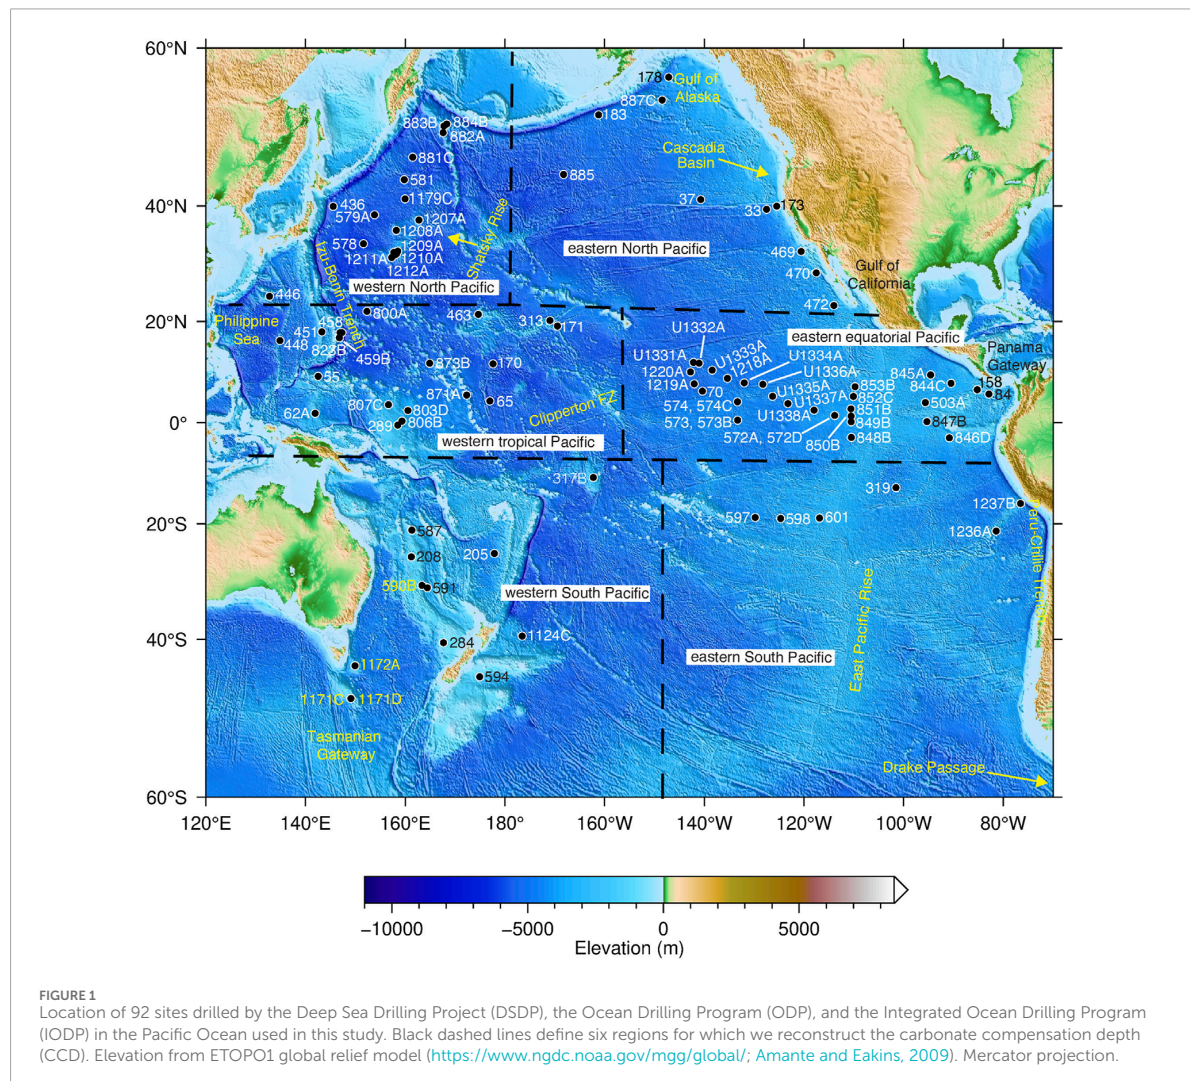 60°N
178
Gulf of
Alaska
887C
183
883B
884B
882A
Cascadia
Basin
881C
885
581
37
40°N
436
1179C
33
173
579A
1207A
Shatsky Rise
1208A
578
1209A
eastern North Pacific
469
1211A
1210A
1212A
Gulf of
California
470
Izu-Bonin Trench
western North Pacific
446
472
20°N
Philippine
Sea
800A
463
313
171
458
451
448
823B
459B
U1332A
eastern equatorial Pacific
U1331A
U1333A
1218A
U1334A
Panama
Gateway
873B
170
1220A
U1336A
55
1219A
70
U1335A
853B
845A
844C
158
84
871A
65
U1337A
852C
807C
803D
Clipperton FZ
574, 574C
851B
503A
62A
U1338A
0°
289
806B
573, 573B
849B
847B
western tropical Pacific
572A, 572D
850B
848B
846D
317B
319
1237B
20°S
597
598
601
587
1236A
Peru-Chile Trench
208
205
590B
591
western South Pacific
East Pacific Rise
40°S
284
1124C
eastern South Pacific
1172A
594
1171C
1171D
Tasmanian
Gateway
Drake Passage
60°S
120°E
140°E
160°E
180°
160°W
140°W
120°W
100°W
80°W
−10000
−5000
0
5000
Elevation (m)
FIGURE 1
Location of 92 sites drilled by the Deep Sea Drilling Project (DSDP), the Ocean Drilling Program (ODP), and the Integrated Ocean Drilling Program
(IODP) in the Pacific Ocean used in this study. Black dashed lines define six regions for which we reconstruct the carbonate compensation depth
(CCD). Elevation from ETOPO1 global relief model (https://www.ngdc.noaa.gov/mgg/global/; Amante and Eakins, 2009). Mercator projection.